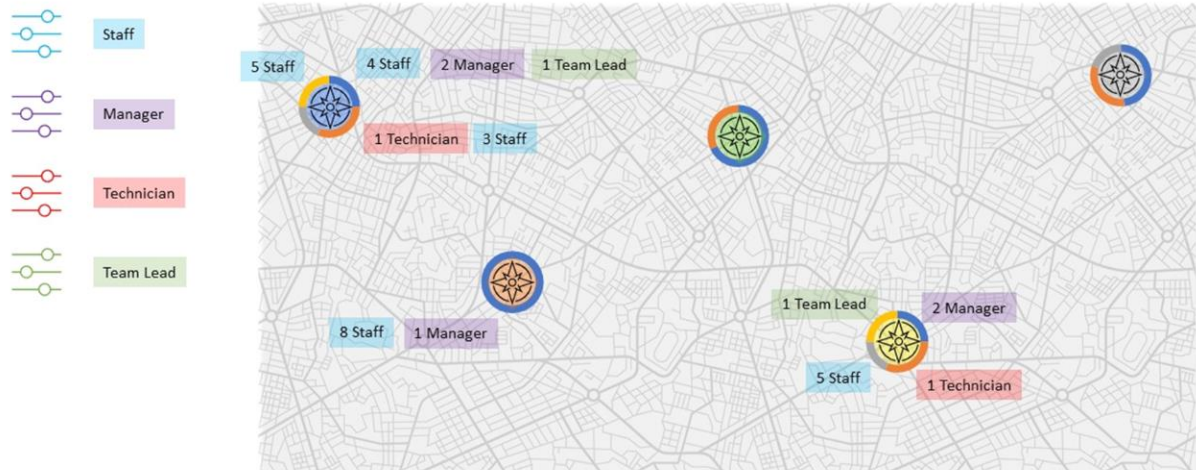 Staff
Manager
Technician
Team Lead
5 Staff
4 Staff
2 Manager
1 Team Lead
1 Technician
3 Staff
8 Staff
1 Manager
1 Team Lead
2 Manager
5 Staff
1 Technician